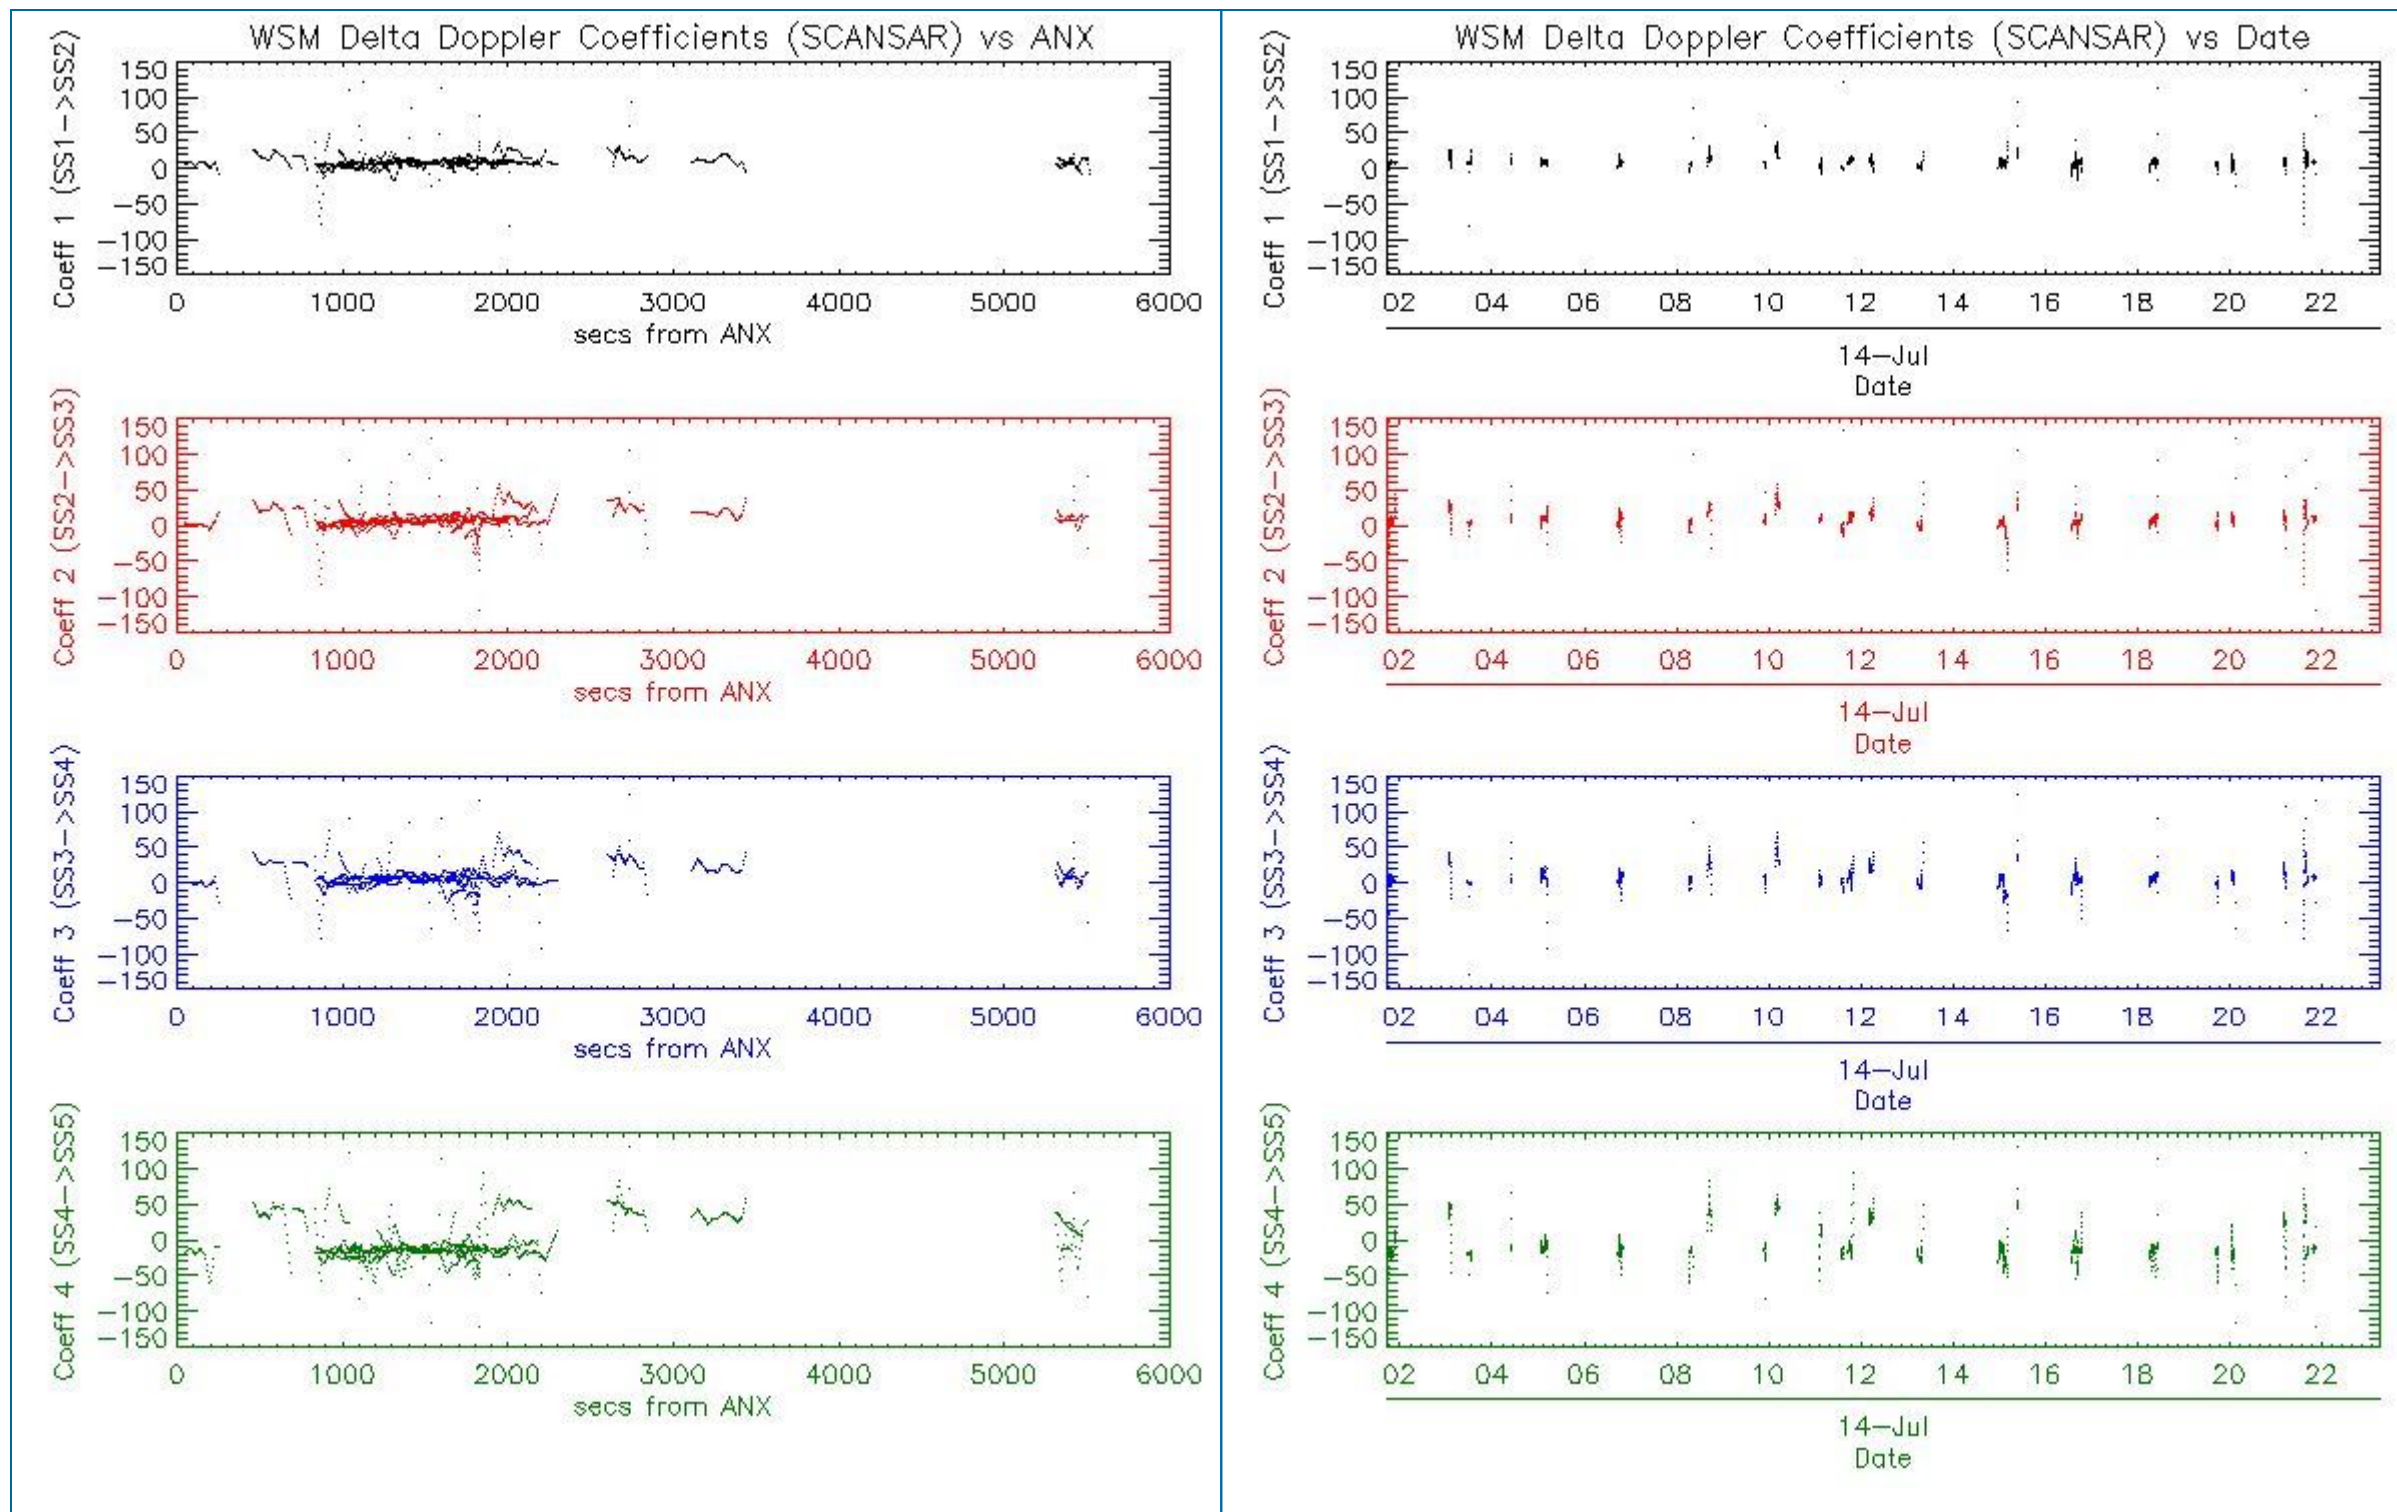 WSM Delta Doppler Coefficients (SCANSAR) vs ANX
Coeff 1 (SS1->SS2)
150
100
50
0
-50
-100
-150
0 1000 2000 3000 4000 5000 6000
secs from ANX
Coeff 2 (SS2->SS3)
150
100
50
0
-50
-100
-150
0 1000 2000 3000 4000 5000 6000
secs from ANX
Coeff 3 (SS3->SS4)
150
100
50
0
-50
-100
-150
0 1000 2000 3000 4000 5000 6000
secs from ANX
Coeff 4 (SS4->SS5)
150
100
50
0
-50
-100
-150
0 1000 2000 3000 4000 5000 6000
secs from ANX
WSM Delta Doppler Coefficients (SCANSAR) vs Date
Coeff 1 (SS1->SS2)
150
100
50
0
-50
-100
-150
02 04 06 08 10 12 14 16 18 20 22
14-Jul
Date
Coeff 2 (SS2->SS3)
150
100
50
0
-50
-100
-150
02 04 06 08 10 12 14 16 18 20 22
14-Jul
Date
Coeff 3 (SS3->SS4)
150
100
50
0
-50
-100
-150
02 04 06 08 10 12 14 16 18 20 22
14-Jul
Date
Coeff 4 (SS4->SS5)
150
100
50
0
-50
-100
-150
02 04 06 08 10 12 14 16 18 20 22
14-Jul
Date